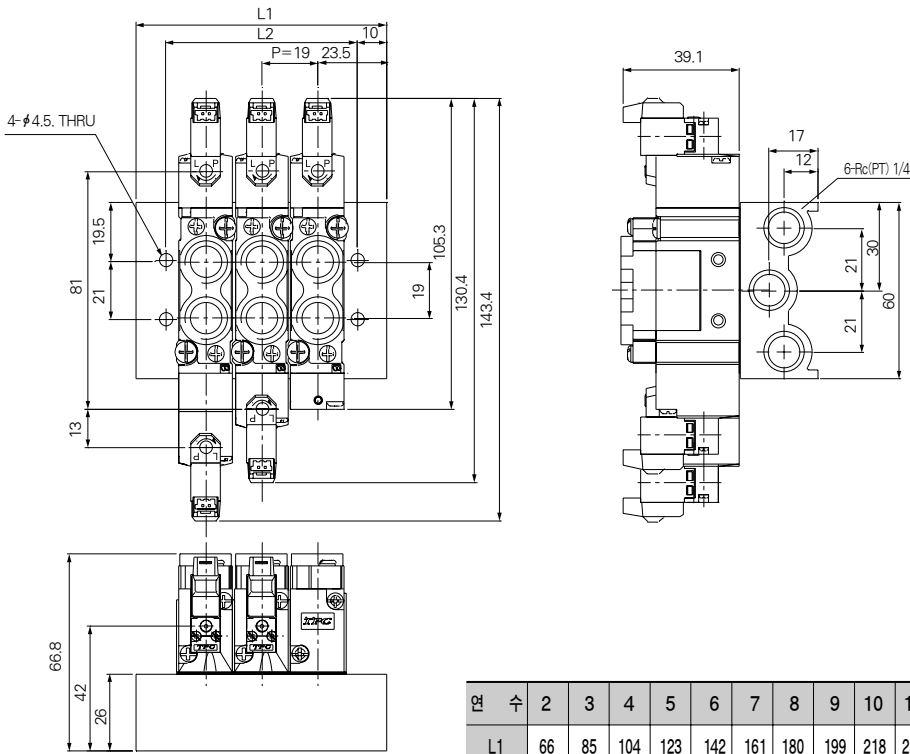 L1
L2
10
P=19
23.5
4-ϕ4.5. THRU
L
P
L
P
L
P
19.5
81
21
13
105.3
130.4
143.4
19
P
L
P
L
39.1
17
12
6-Rc(PT) 1/4
21
30
60
21
66.8
42
26
TPC
TPC
TPC
연 수 2 3 4 5 6 7 8 9 10
L1 66 85 104 123 142 161 180 199 218